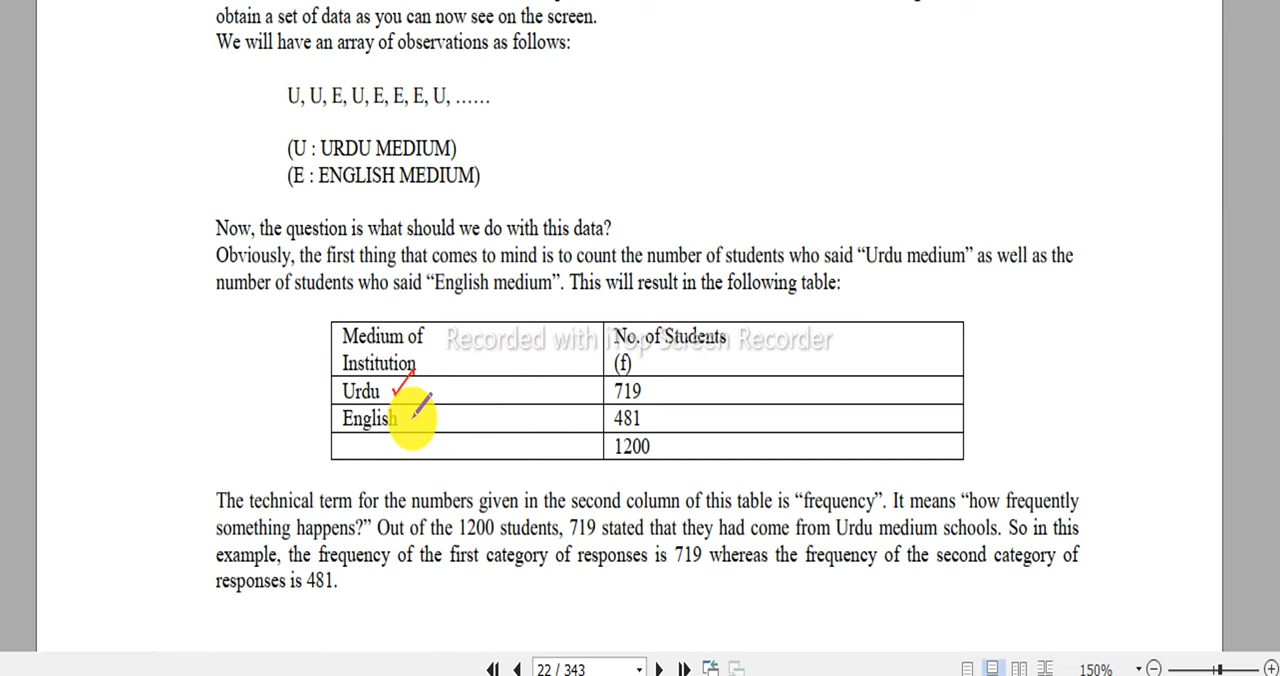 obtain a set of data as you can now see on the screen.
We will have an array of observations as follows:
U, U, E, U, E, E, E, U, ……
(U : URDU MEDIUM)
(E : ENGLISH MEDIUM)
Now, the question is what should we do with this data?
Obviously, the first thing that comes to mind is to count the number of students who said “Urdu medium” as well as the
number of students who said “English medium”. This will result in the following table:
Recorded with iTop Screen Recorder
Medium of No. of Students
Institution (f)
Urdu 719
English 481
1200
The technical term for the numbers given in the second column of this table is “frequency”. It means “how frequently
something happens?” Out of the 1200 students, 719 stated that they had come from Urdu medium schools. So in this
example, the frequency of the first category of responses is 719 whereas the frequency of the second category of
responses is 481.
22 / 343 150%